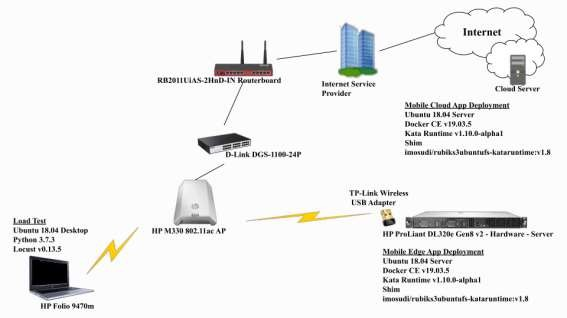 Internet
RB2011UiAS-2HnD-IN Routerboard
Internet Service
Provider
Cloud Server
Mobile Cloud App Deployment
Ubuntu 18.04 Server
Docker CE v19.03.5
Kata Runtime v1.10.0-alpha1
Shim
imosudi/rubiks3ubuntufs-kataruntime:v1.8
D-Link DGS-1100-24P
TP-Link Wireless
USB Adapter
HP M330 802.11ac AP
HP ProLiant DL320e Gen8 v2 - Hardware - Server
Load Test
Ubuntu 18.04 Desktop
Python 3.7.3
Locust v0.13.5
HP Folio 9470m
Mobile Edge App Deployment
Ubuntu 18.04 Server
Docker CE v19.03.5
Kata Runtime v1.10.0-alpha1
Shim
imosudi/rubiks3ubuntufs-kataruntime:v1.8